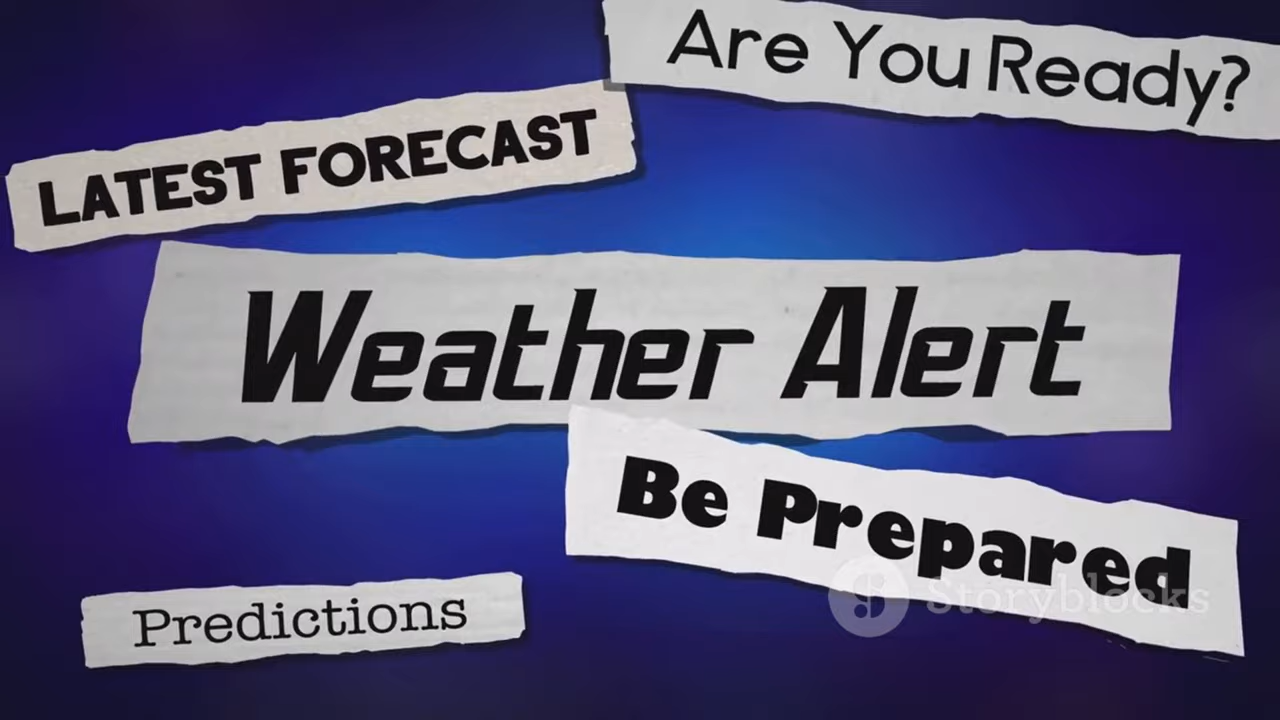 Are You Ready?
LATEST FORECAST
Weather Alert
Be Prepared
Storyblocks
Predictions